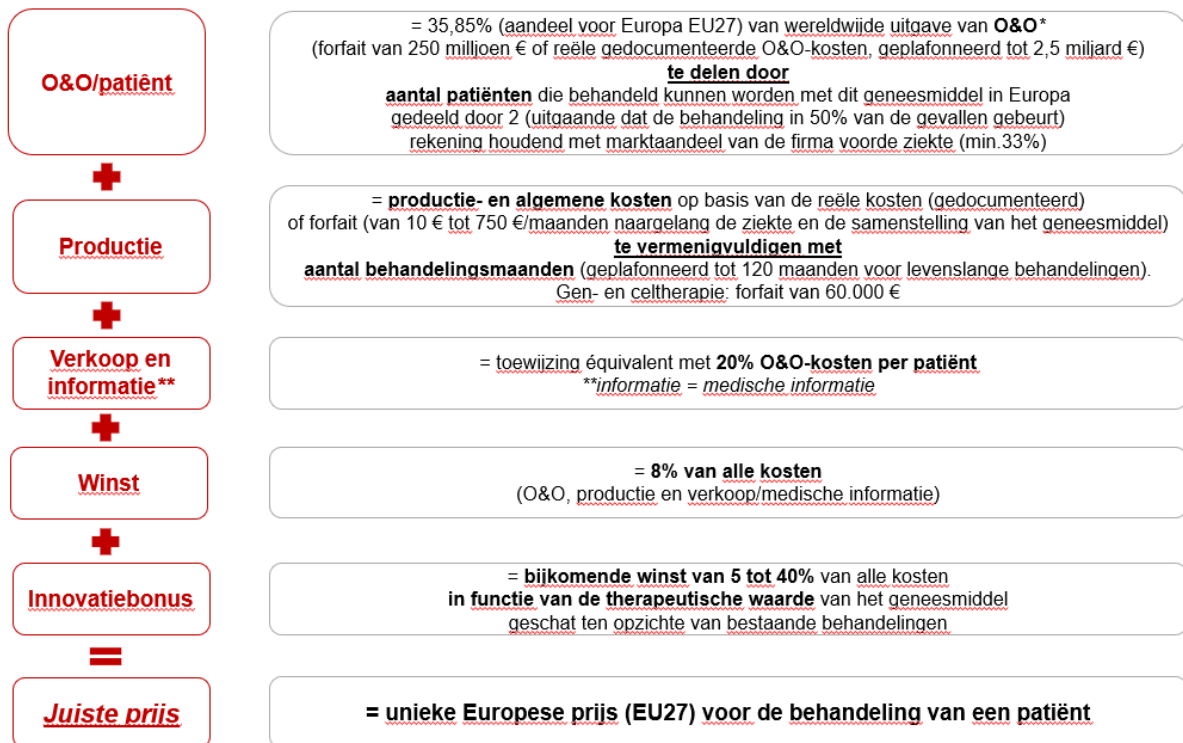 O&O/patiënt
= 35,85% (aandeel voor Europa EU27) van wereldwijde uitgave van O&O*
(forfait van 250 milljoen € of reële gedocumenteerde O&O-kosten, geplafonneerd tot 2,5 miljard €)
te delen door
aantal patiënten die behandeld kunnen worden met dit geneesmiddel in Europa
gedeeld door 2 (uitgaande dat de behandeling in 50% van de gevallen gebeurt)
rekening houdend met marktaandeel van de firma voorde ziekte (min.33%)
Productie
= productie- en algemene kosten op basis van de reële kosten (gedocumenteerd)
of forfait (van 10 € tot 750 €/maanden naargelang de ziekte en de samenstelling van het geneesmiddel)
te vermenigvuldigen met
aantal behandelingsmaanden (geplafonneerd tot 120 maanden voor levenslange behandelingen).
Gen- en celtherapie: forfait van 60.000 €
Verkoop en
informatie**
= toewijzing équivalent met 20% O&O-kosten per patiënt
**informatie = medische informatie
Winst
= 8% van alle kosten
(O&O, productie en verkoop/medische informatie)
Innovatiebonus
= bijkomende winst van 5 tot 40% van alle kosten
in functie van de therapeutische waarde van het geneesmiddel
geschat ten opzichte van bestaande behandelingen
Juiste prijs
= unieke Europese prijs (EU27) voor de behandeling van een patiënt